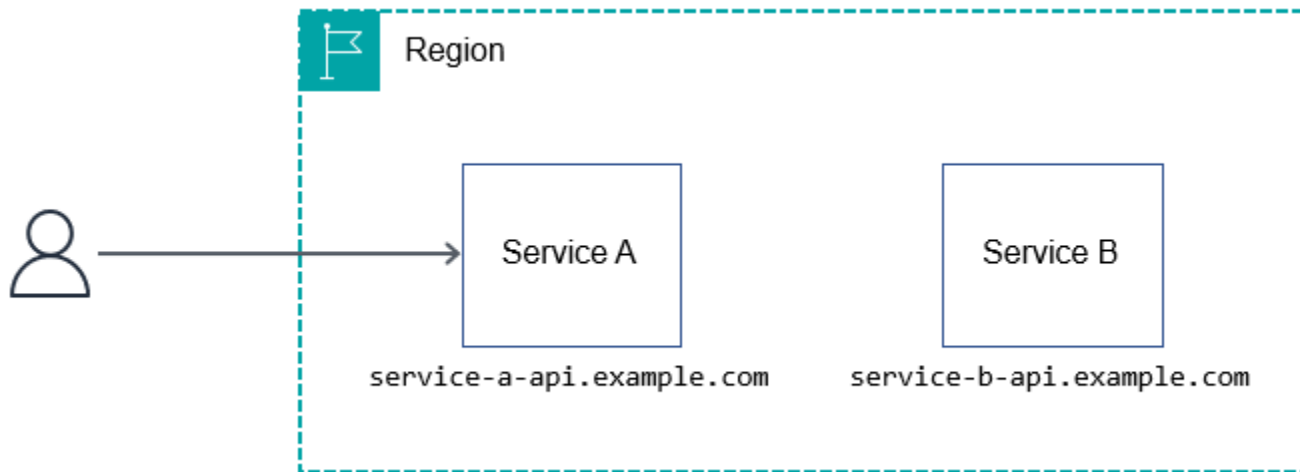 Region
Service A
Service B
service-a-api.example.com
service-b-api.example.com